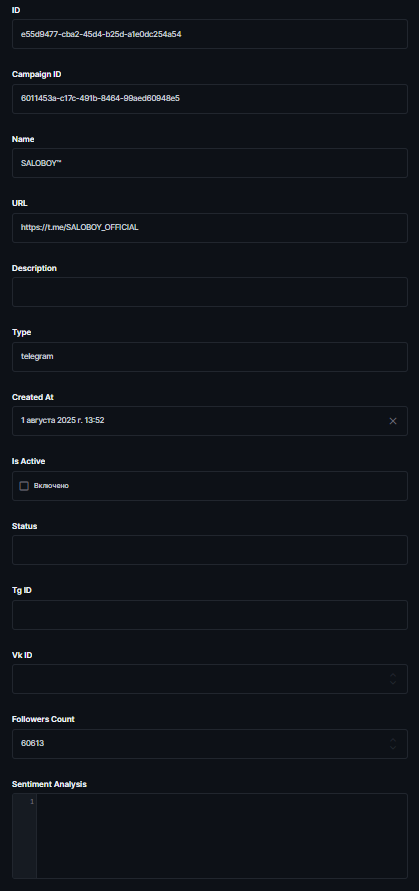 ID
e55d9477-cba2-45d4-b25d-a1e0dc254a54
Campaign ID
6011453a-c17c-491b-8464-99aed60948e5
Name
SALOBOY™
URL
https://t.me/SALOBOY_OFFICIAL
Description
Type
telegram
Created At
1 августа 2025 г. 13:52
Is Active
Включено
Status
Tg ID
Vk ID
Followers Count
60613
Sentiment Analysis
1